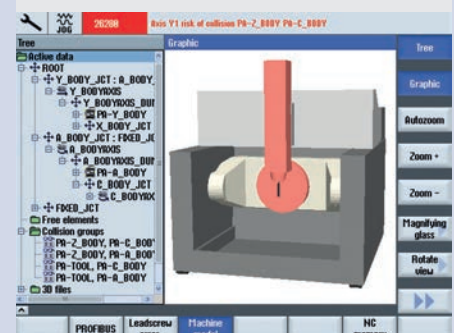 JOG
26280
Axis Y1 risk of collision PA-Z_BODY PA-C_BODY
Tree
Graphic
Active data
ROOT
Y_BODY_JCT : A_BODY_
Y_BODYAXIS
Y_BODYAXIS_DUM
PA-Y_BODY
X_BODY_JCT
A_BODY_JCT : FIXED_JC
A_BODYAXIS
A_BODYAXIS_DUM
PA-A_BODY
C_BODY_JCT
C_BODYAX
FIXED_JCT
Free elements
Collision groups
PA-Z_BODY, PA-C_BODY
PA-Z_BODY, PA-A_BODY
PA-TOOL, PA-C_BODY
PA-TOOL, PA-A_BODY
3D files
Tree
Graphic
Autozoom
Zoom +
Zoom -
Magnifying
glass
Rotate
view
PROFIBUS
Leadscrew
Machine
NC